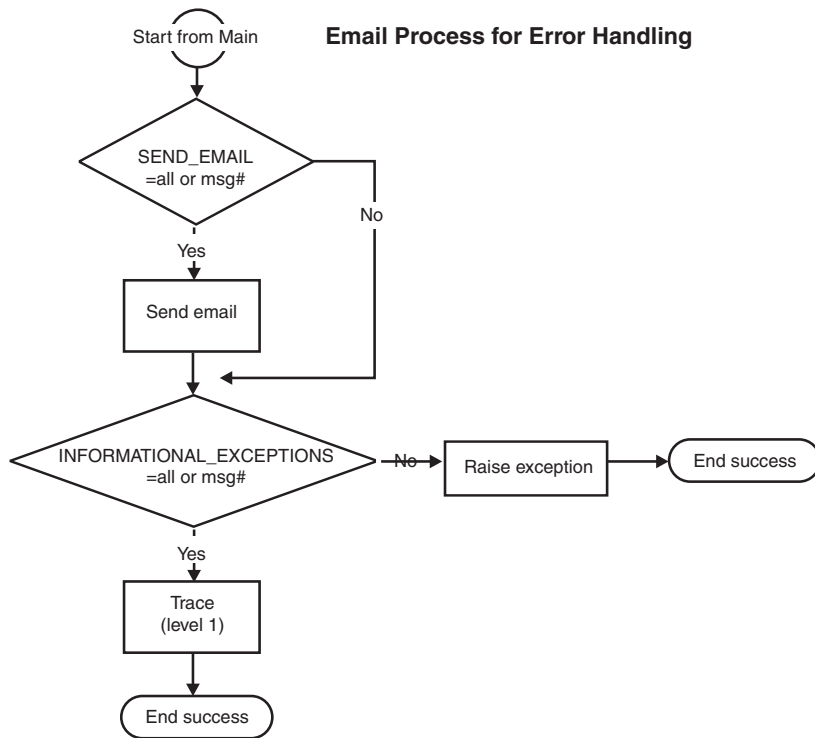 Start from Main
Email Process for Error Handling
SEND_EMAIL
=all or msg#
No
Yes
Send email
INFORMATIONAL_EXCEPTIONS
=all or msg#
No
Raise exception
End success
Yes
Trace
(level 1)
End success